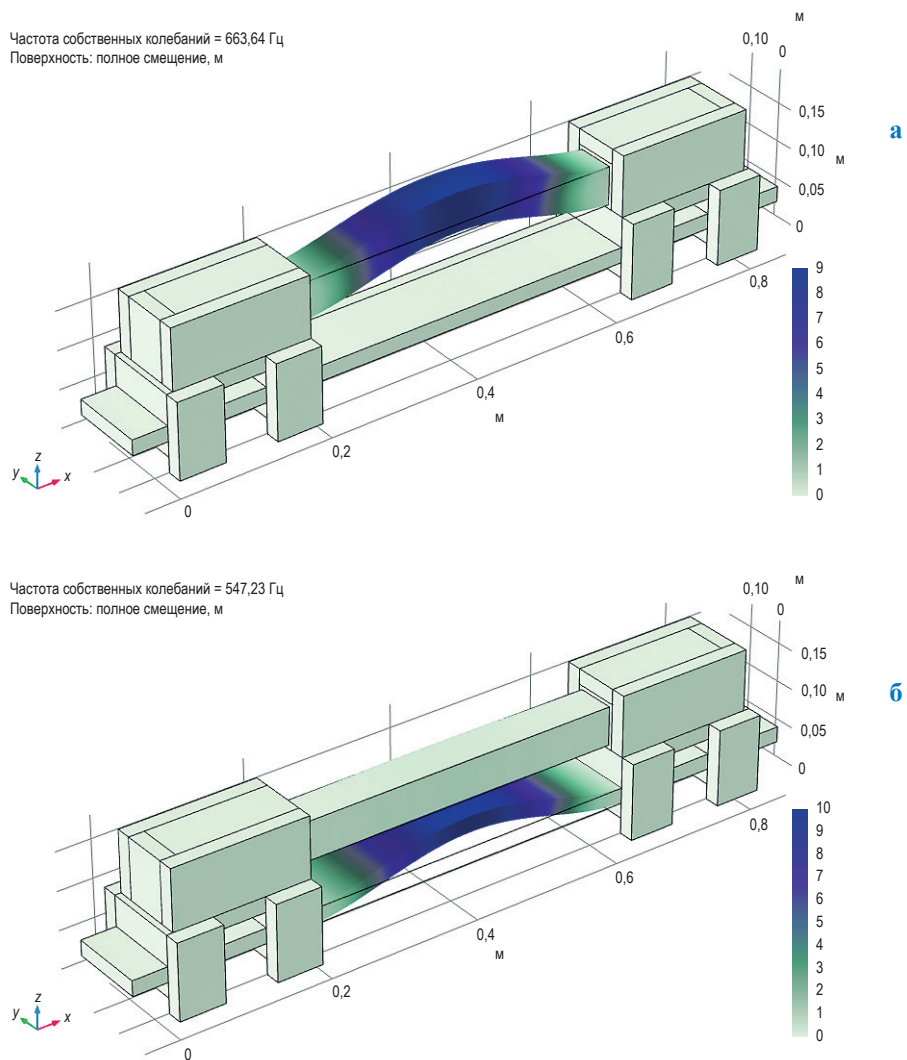 Частота собственных колебаний = 663,64 Гц
Поверхность: полное смещение, м
м
0,10
0
0,15
0,10
м
0,05
0
а
9
8
7
6
5
4
3
2
1
0
0,8
0,6
0,4
м
0,2
0
z
y
x
Частота собственных колебаний = 547,23 Гц
Поверхность: полное смещение, м
м
0,10
0
0,15
0,10
м
0,05
0
б
10
9
8
7
6
5
4
3
2
1
0
0,8
0,6
0,4
м
0,2
0
z
y
x